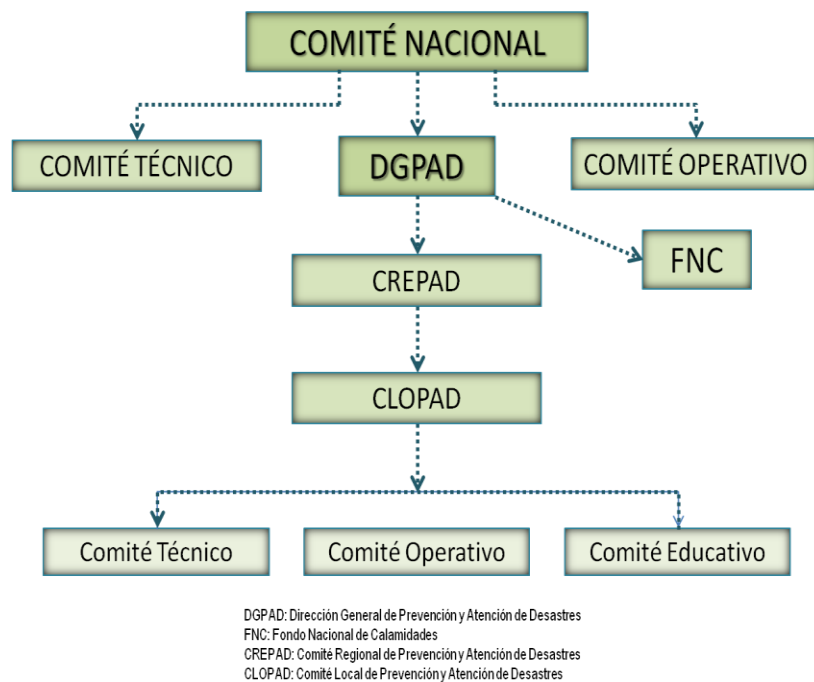 COMITÉ NACIONAL
COMITÉ TÉCNICO
DGPAD
COMITÉ OPERATIVO
FNC
CREPAD
CLOPAD
Comité Técnico
Comité Operativo
Comité Educativo
DGPAD: Dirección General de Prevención y Atención de Desastres
FNC: Fondo Nacional de Calamidades
CREPAD: Comité Regional de Prevención y Atención de Desastres
CLOPAD: Comité Local de Prevención y Atención de Desastres